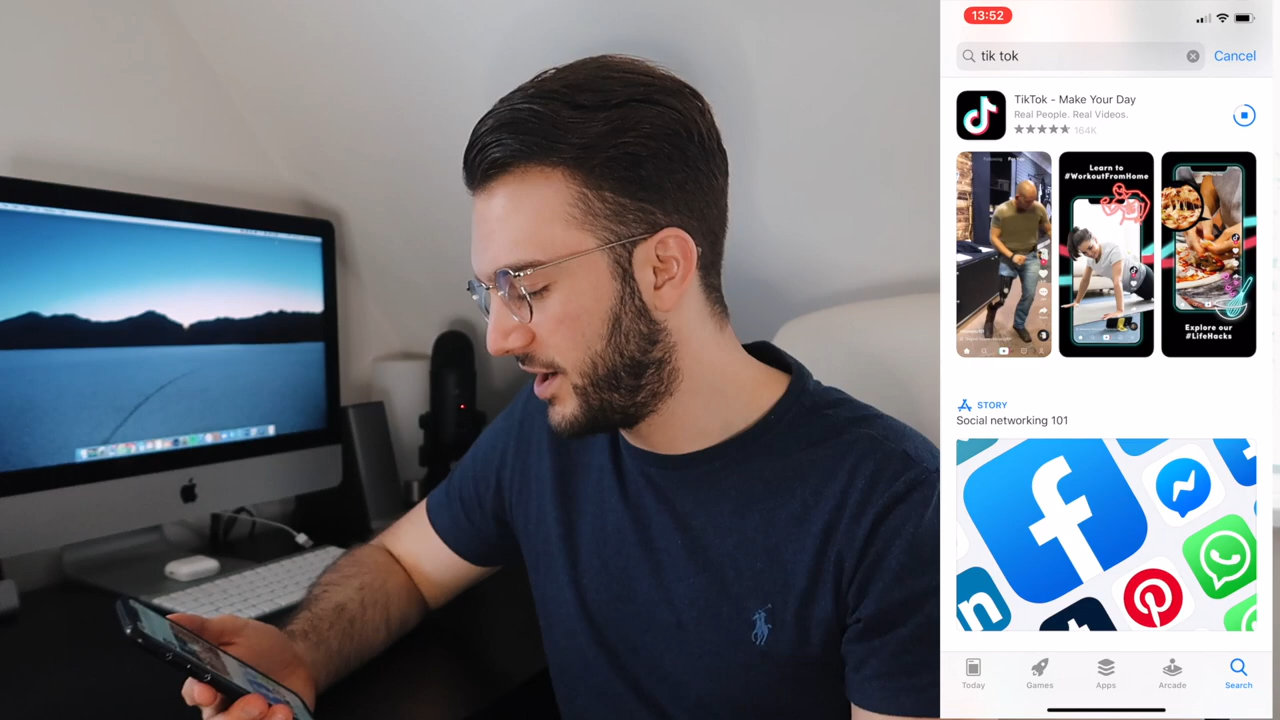 13:52
tik tok
Cancel
TikTok - Make Your Day
Real People. Real Videos.
164K
Following
Learn to
#WorkoutFromHome
Explore our
#LifeHacks
STORY
Social networking 101
f
n
t
Today
Games
Apps
Arcade
Search